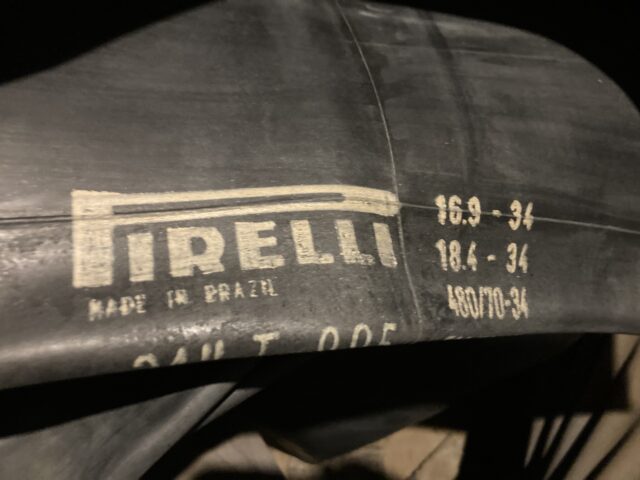 PIRELLI
MADE IN BRAZIL
16.9 - 34
18.4 - 34
480/70-34